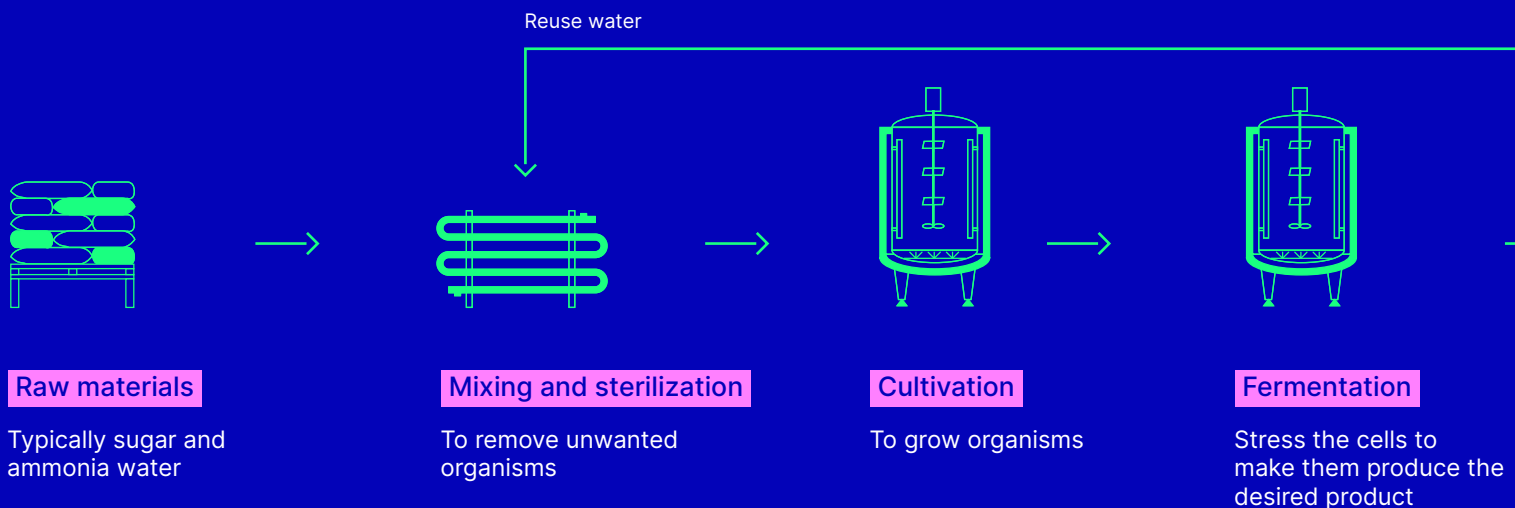 Reuse water
Raw materials
Typically sugar and
ammonia water
Mixing and sterilization
To remove unwanted
organisms
Cultivation
To grow organisms
Fermentation
Stress the cells to
make them produce the
desired product